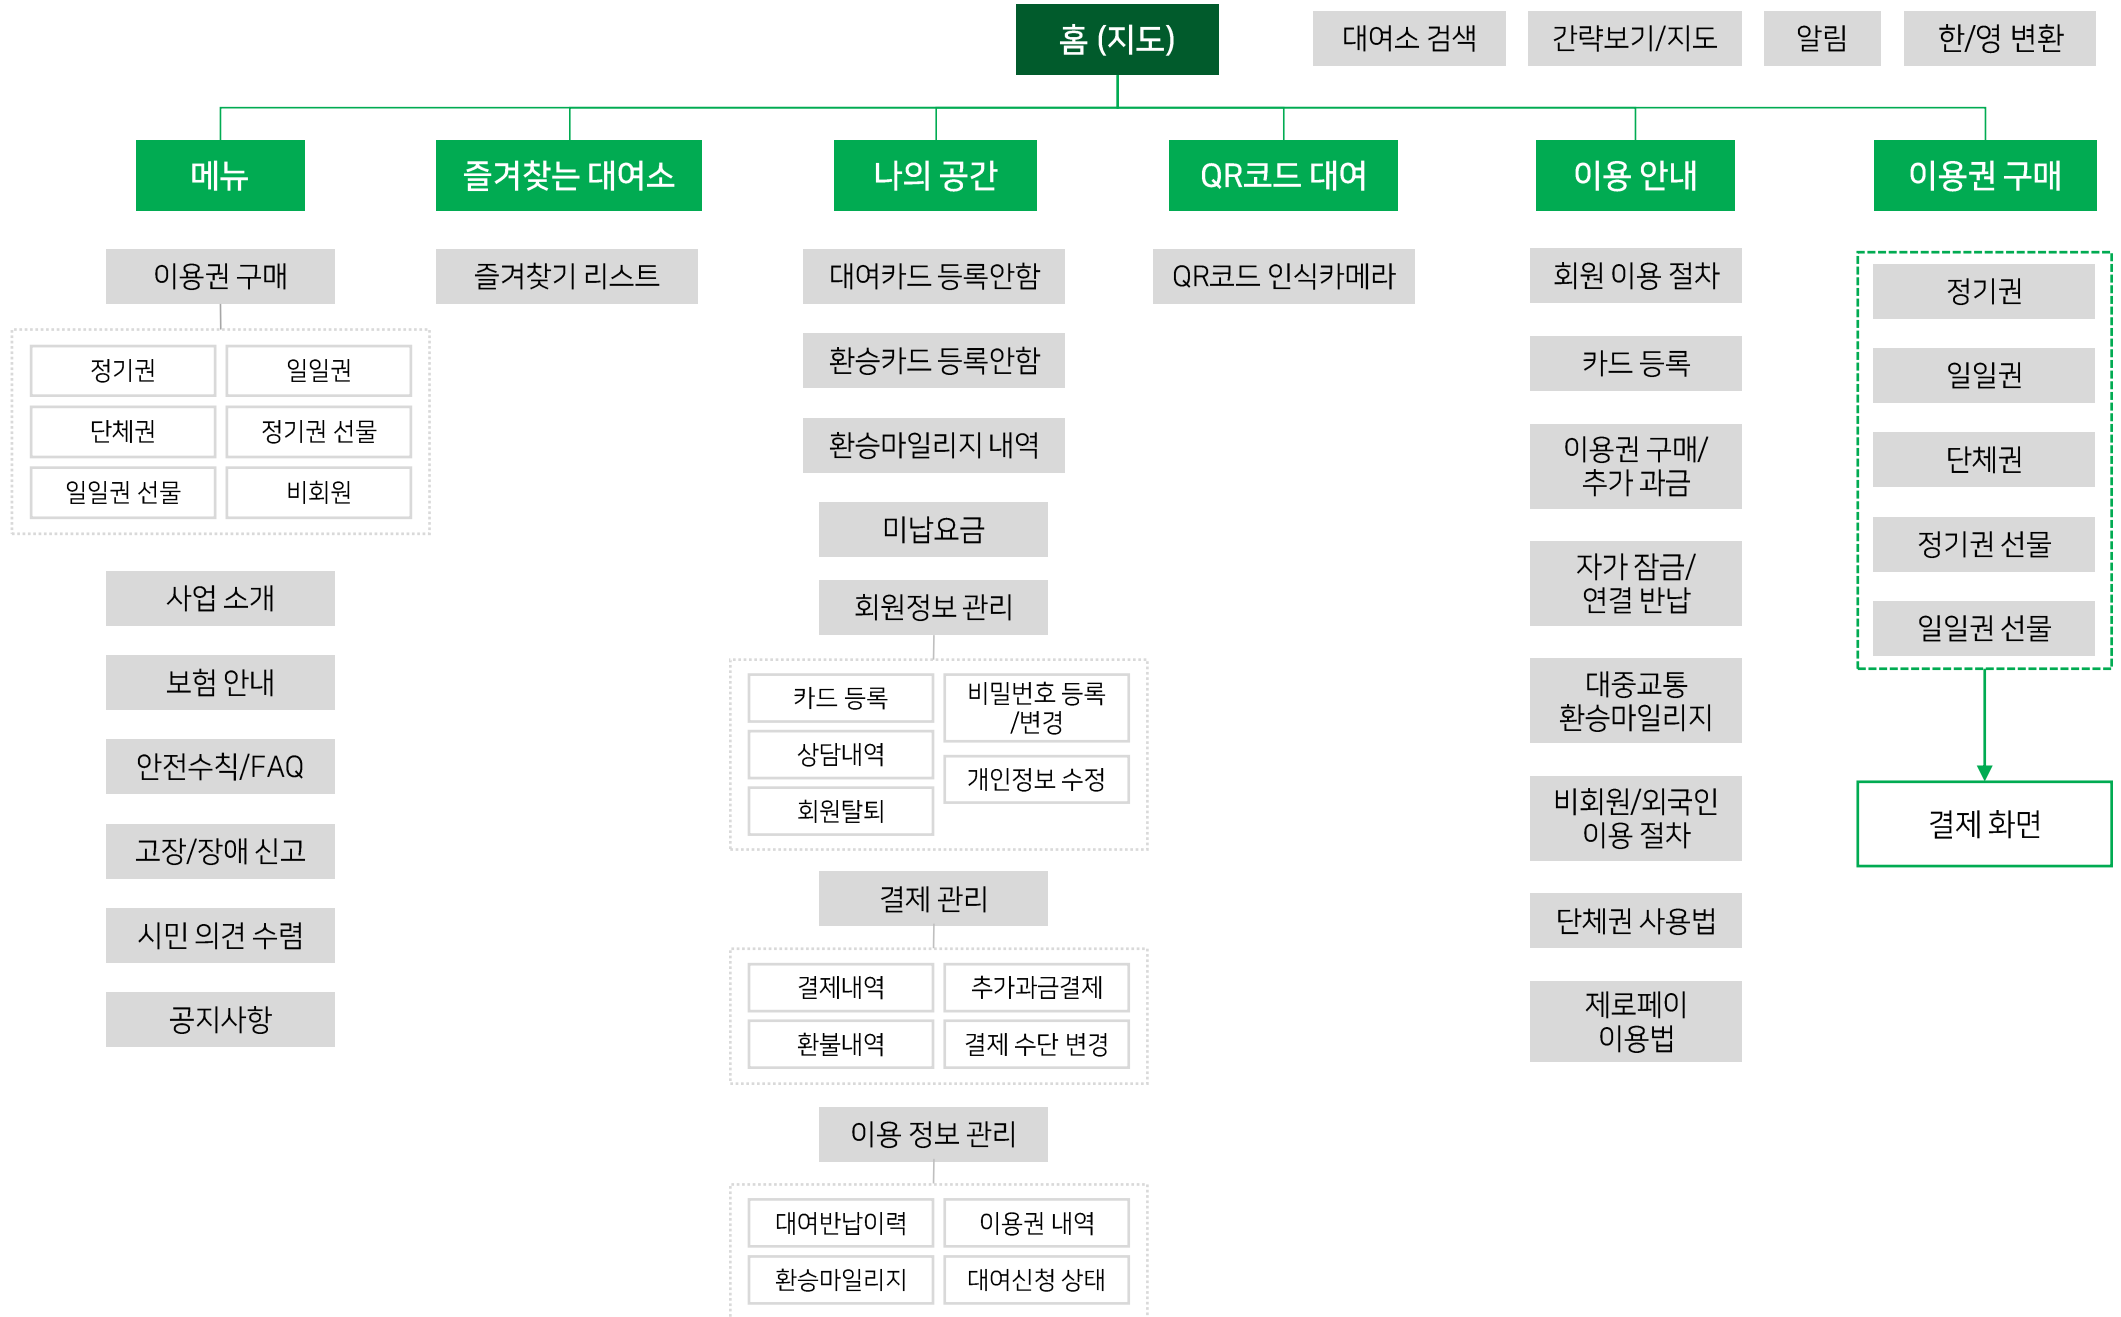 홈 (지도)
대여소 검색
간략보기/지도
알림
한/영 변환
메뉴
즐겨찾는 대여소
나의 공간
QR코드 대여
이용 안내
이용권 구매
이용권 구매
정기권
일일권
단체권
정기권 선물
일일권 선물
비회원
사업 소개
보험 안내
안전수칙/FAQ
고장/장애 신고
시민 의견 수렴
공지사항
즐겨찾기 리스트
대여카드 등록안함
환승카드 등록안함
환승마일리지 내역
미납요금
회원정보 관리
카드 등록
비밀번호 등록
/변경
상담내역
개인정보 수정
회원탈퇴
결제 관리
결제내역
추가과금결제
환불내역
결제 수단 변경
이용 정보 관리
대여반납이력
이용권 내역
환승마일리지
대여신청 상태
QR코드 인식카메라
회원 이용 절차
카드 등록
이용권 구매/
추가 과금
자가 잠금/
연결 반납
대중교통
환승마일리지
비회원/외국인
이용 절차
단체권 사용법
제로페이
이용법
정기권
일일권
단체권
정기권 선물
일일권 선물
결제 화면